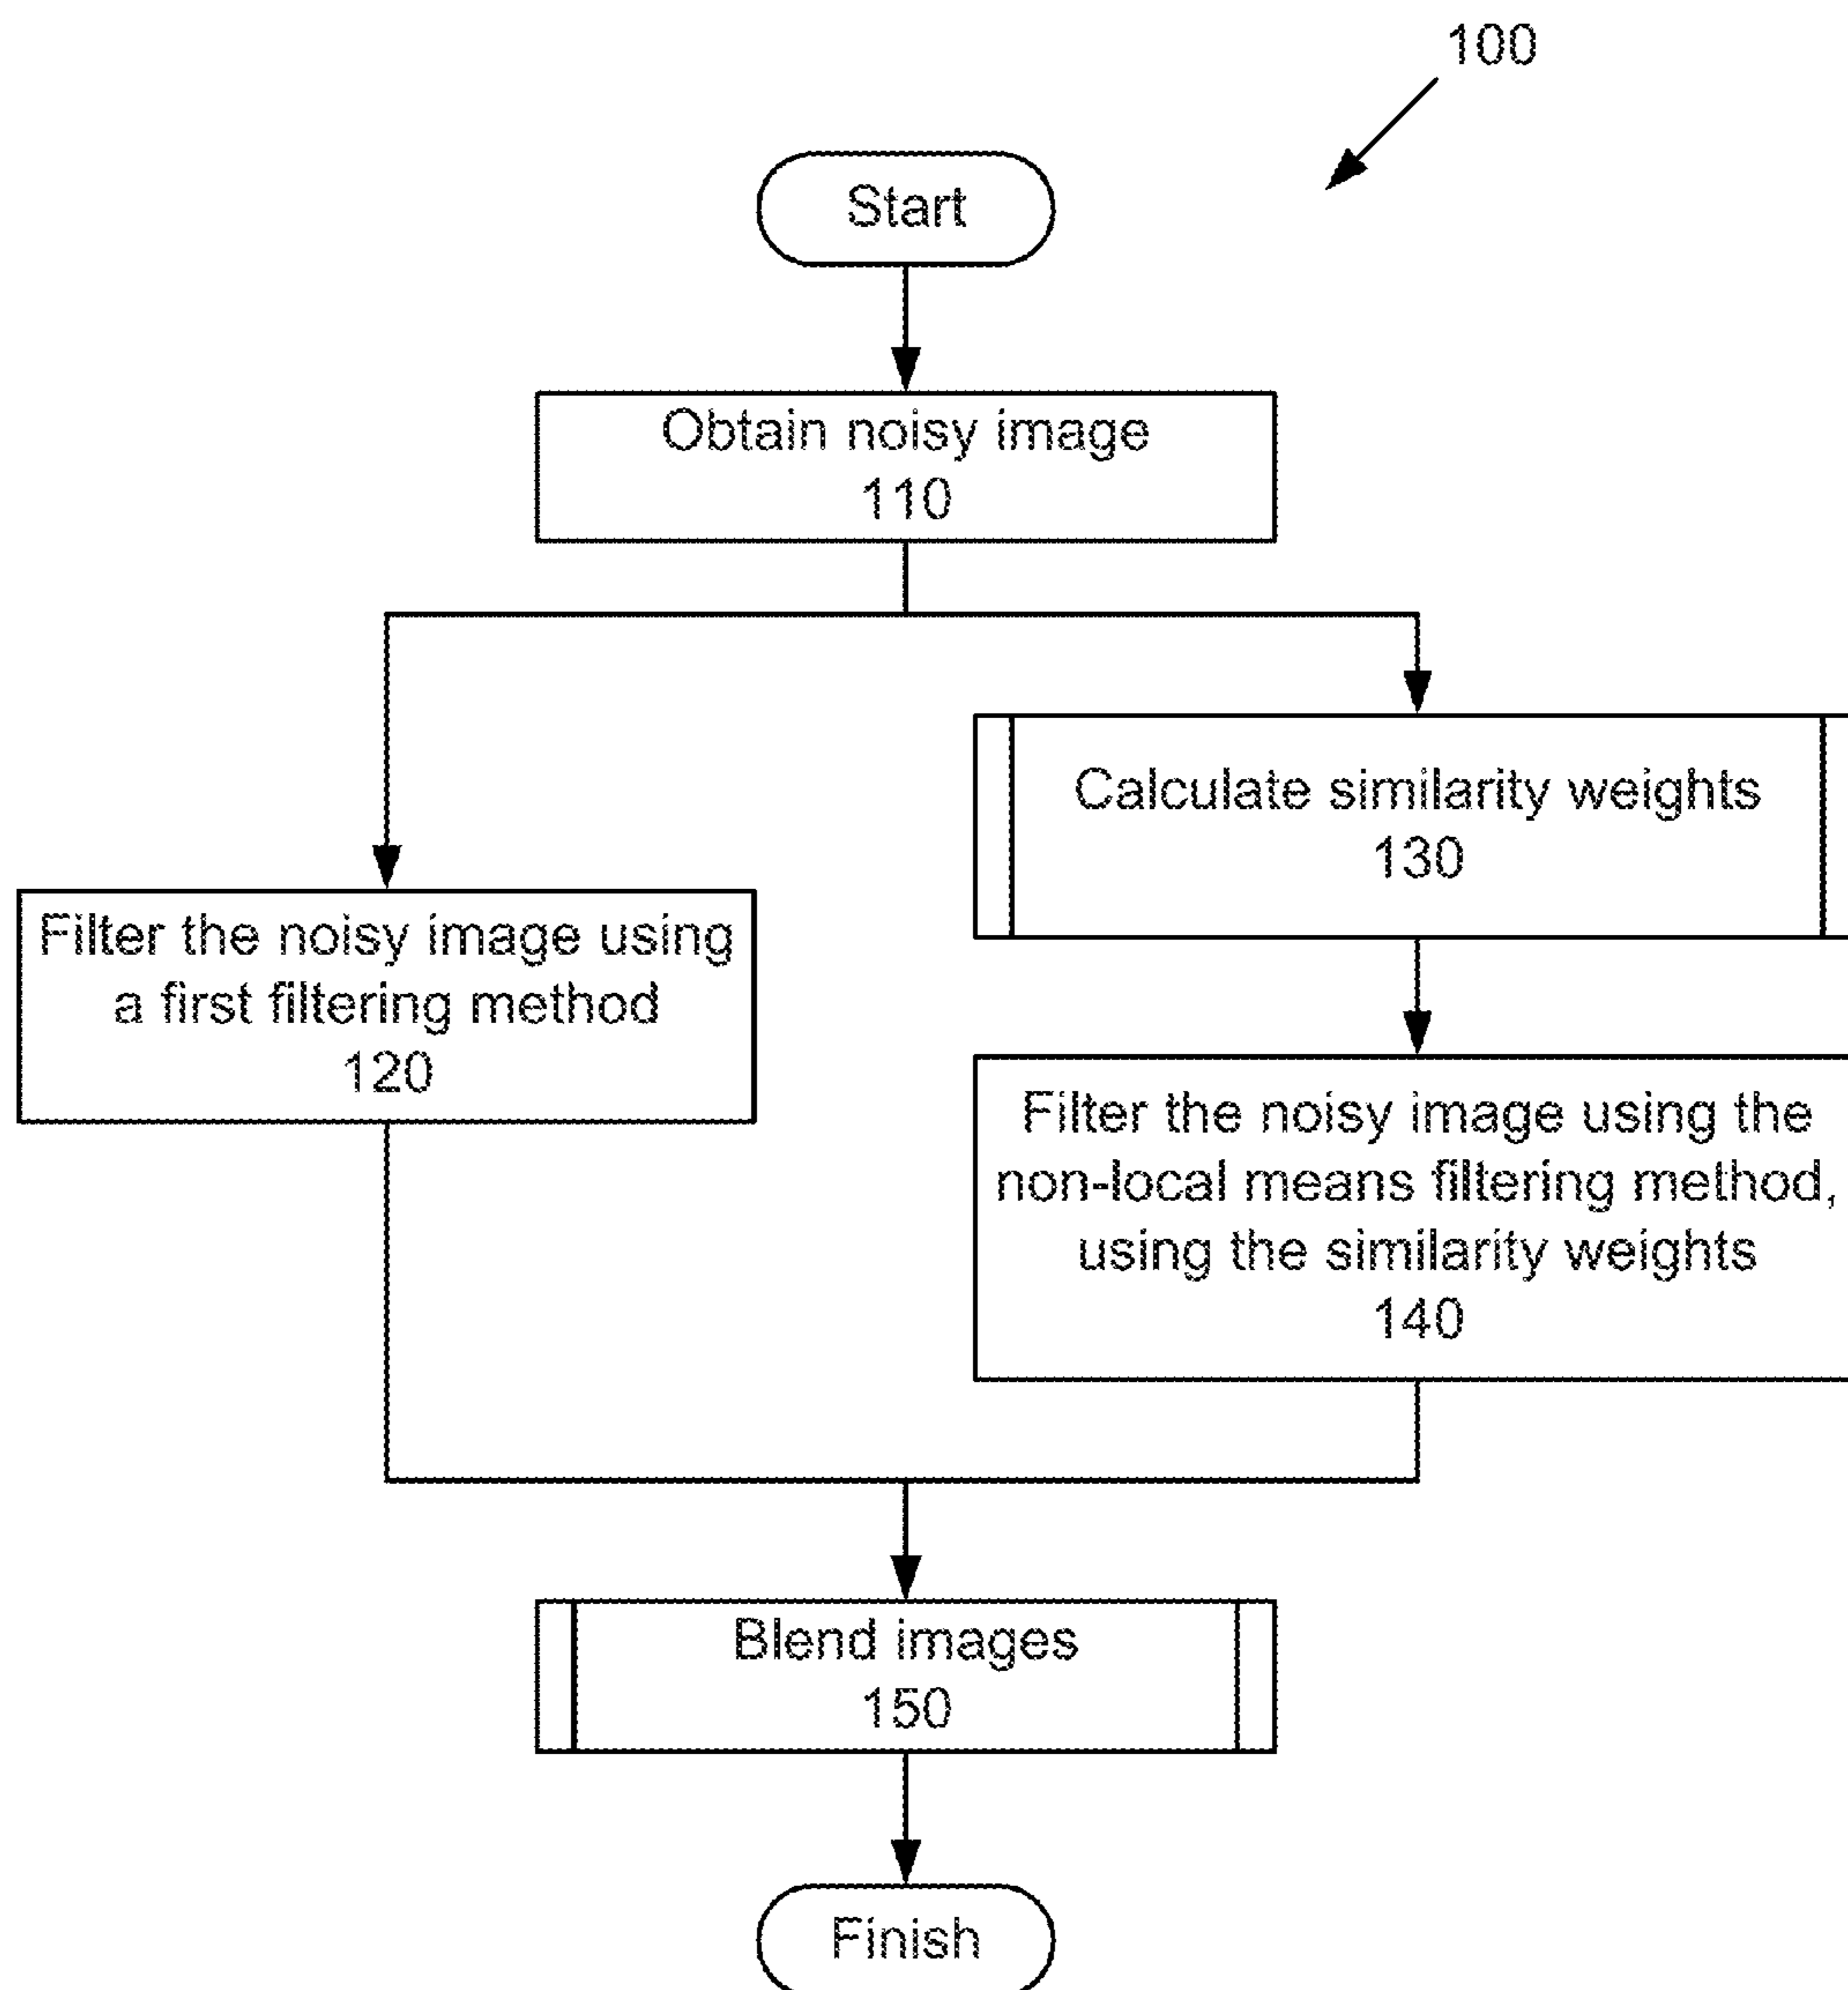 100
Start
Obtain noisy image
110
Calculate similarity weights
130
Filter the noisy image using
a first filtering method
120
Filter the noisy image using the
non-local means filtering method,
using the similarity weights
140
Blend images
150
Finish